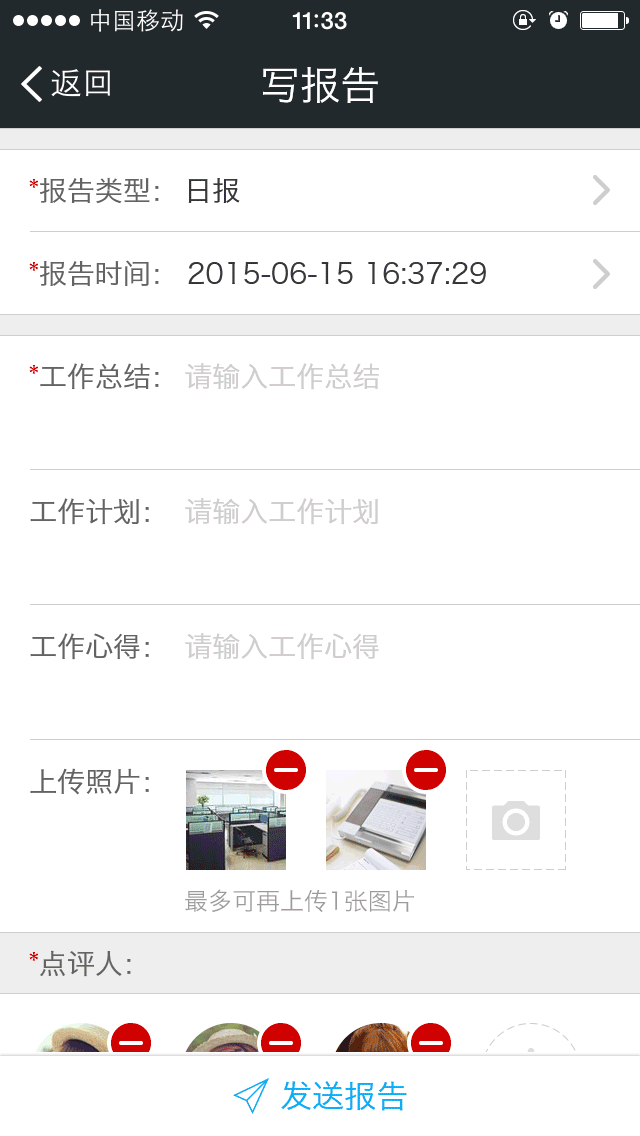 中国移动 11:33
返回 写报告
*报告类型： 日报
*报告时间： 2015-06-15 16:37:29
*工作总结： 请输入工作总结
工作计划： 请输入工作计划
工作心得： 请输入工作心得
上传照片：
最多可再上传1张图片
*点评人：
发送报告